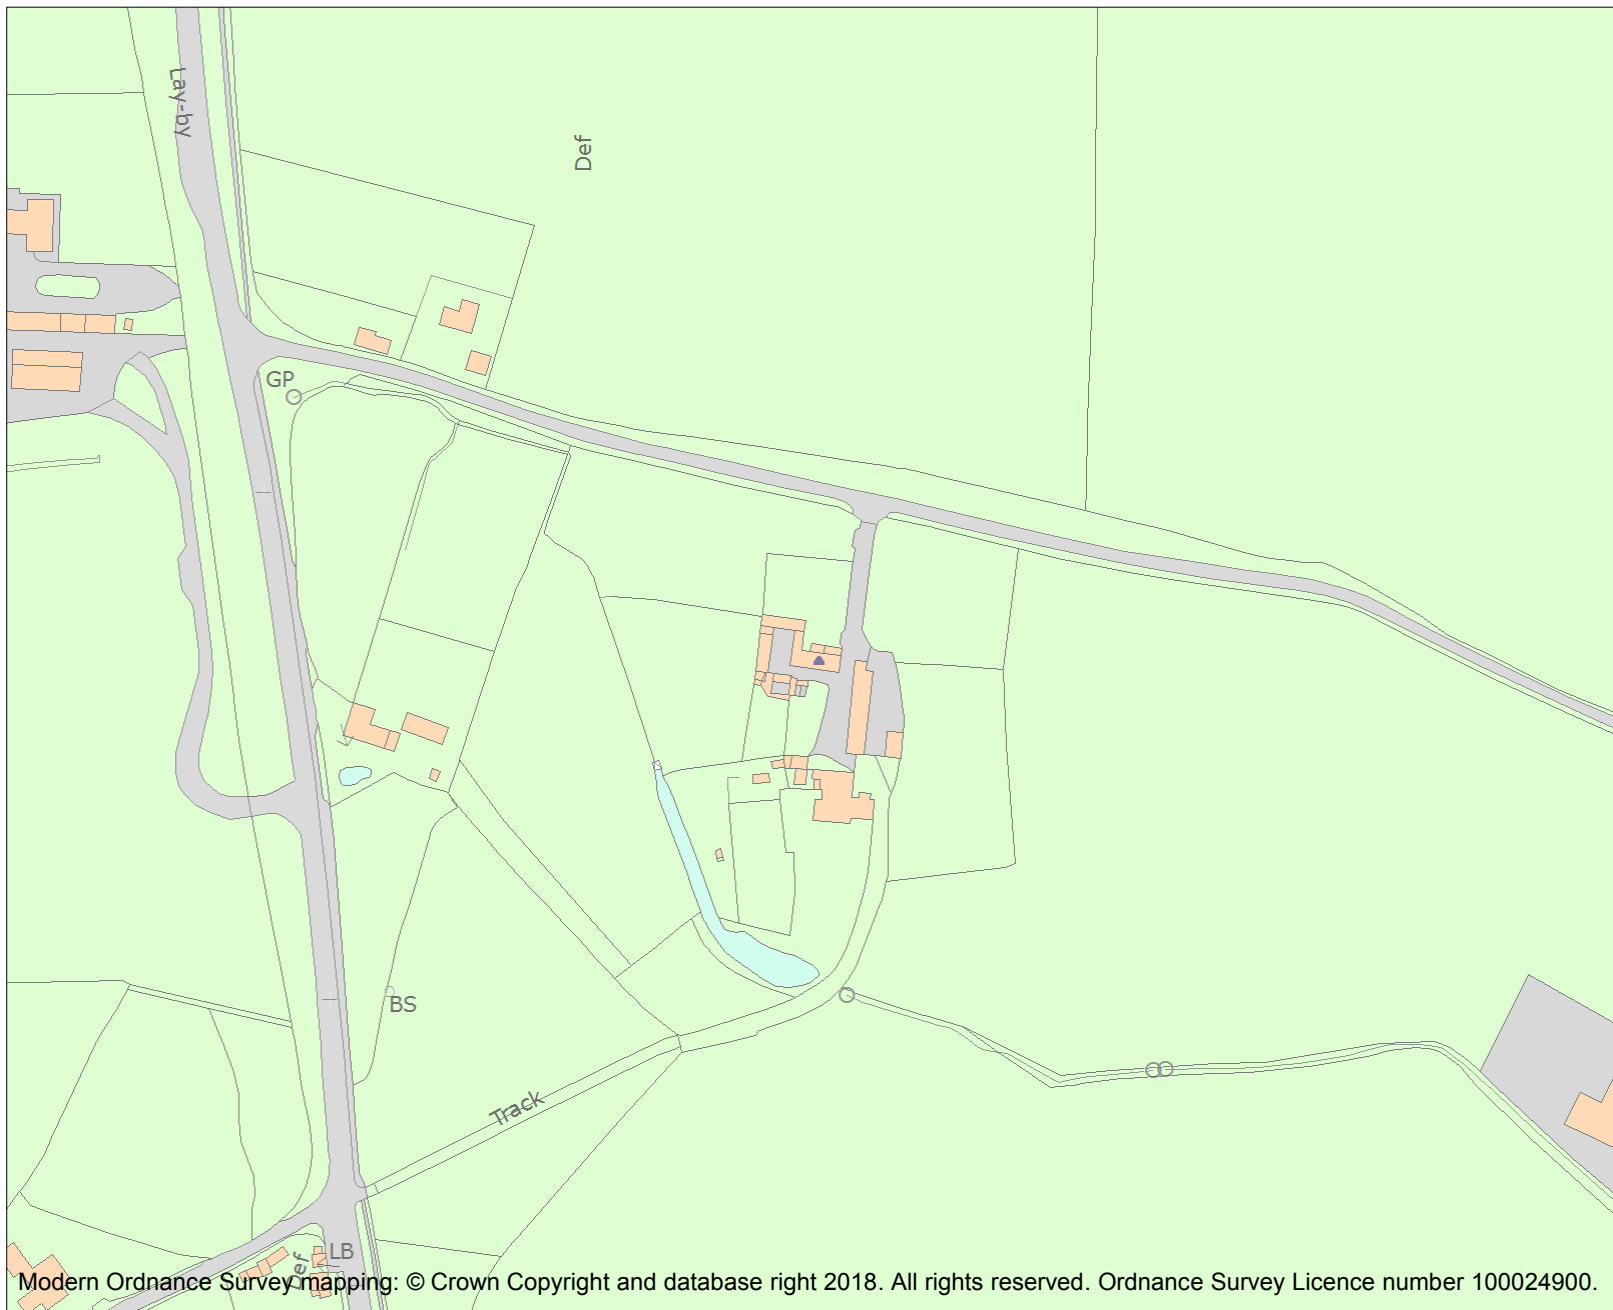 Lay-by
Def
GP
BS
Track
LB
Def
Modern Ordnance Survey mapping: © Crown Copyright and database right 2018. All rights reserved. Ordnance Survey Licence number 100024900.